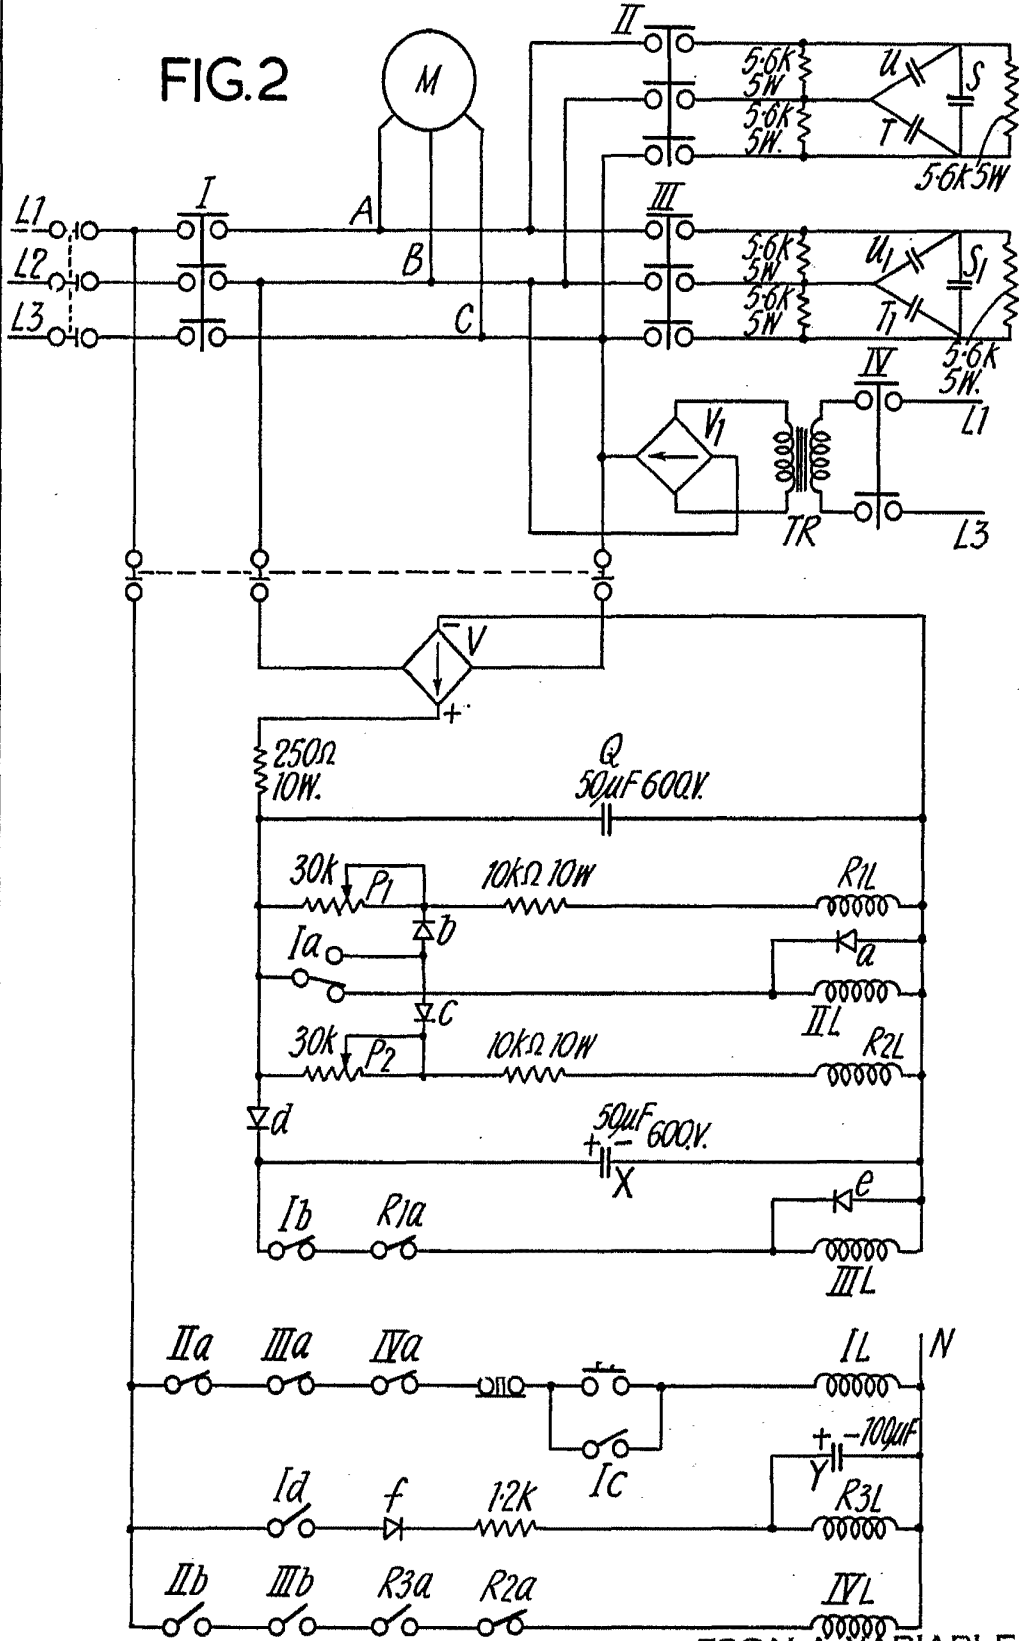 FIG.2
M
II
5.6k
5W
5.6k
5W.
U
T
S
5.6k 5W
L1
L2
L3
I
A
B
C
III
5.6k
5W
5.6k
5W
U1
T1
S1
5.6k
5W.
IV
V1
TR
L1
L3
- V
+
250Ω
10W.
Q
50µF 600V.
30k
P1
10kΩ 10W
R1L
b
Ia
a
IIL
c
30k
P2
10kΩ 10W
R2L
d
50µF
600V.
+ -
X
Ib
R1a
e
IIIL
IIa
IIIa
IVa
IL
N
Ic
+ - 100µF
Y
Id
f
1.2K
R3L
IIb
IIIb
R3a
R2a
IVL